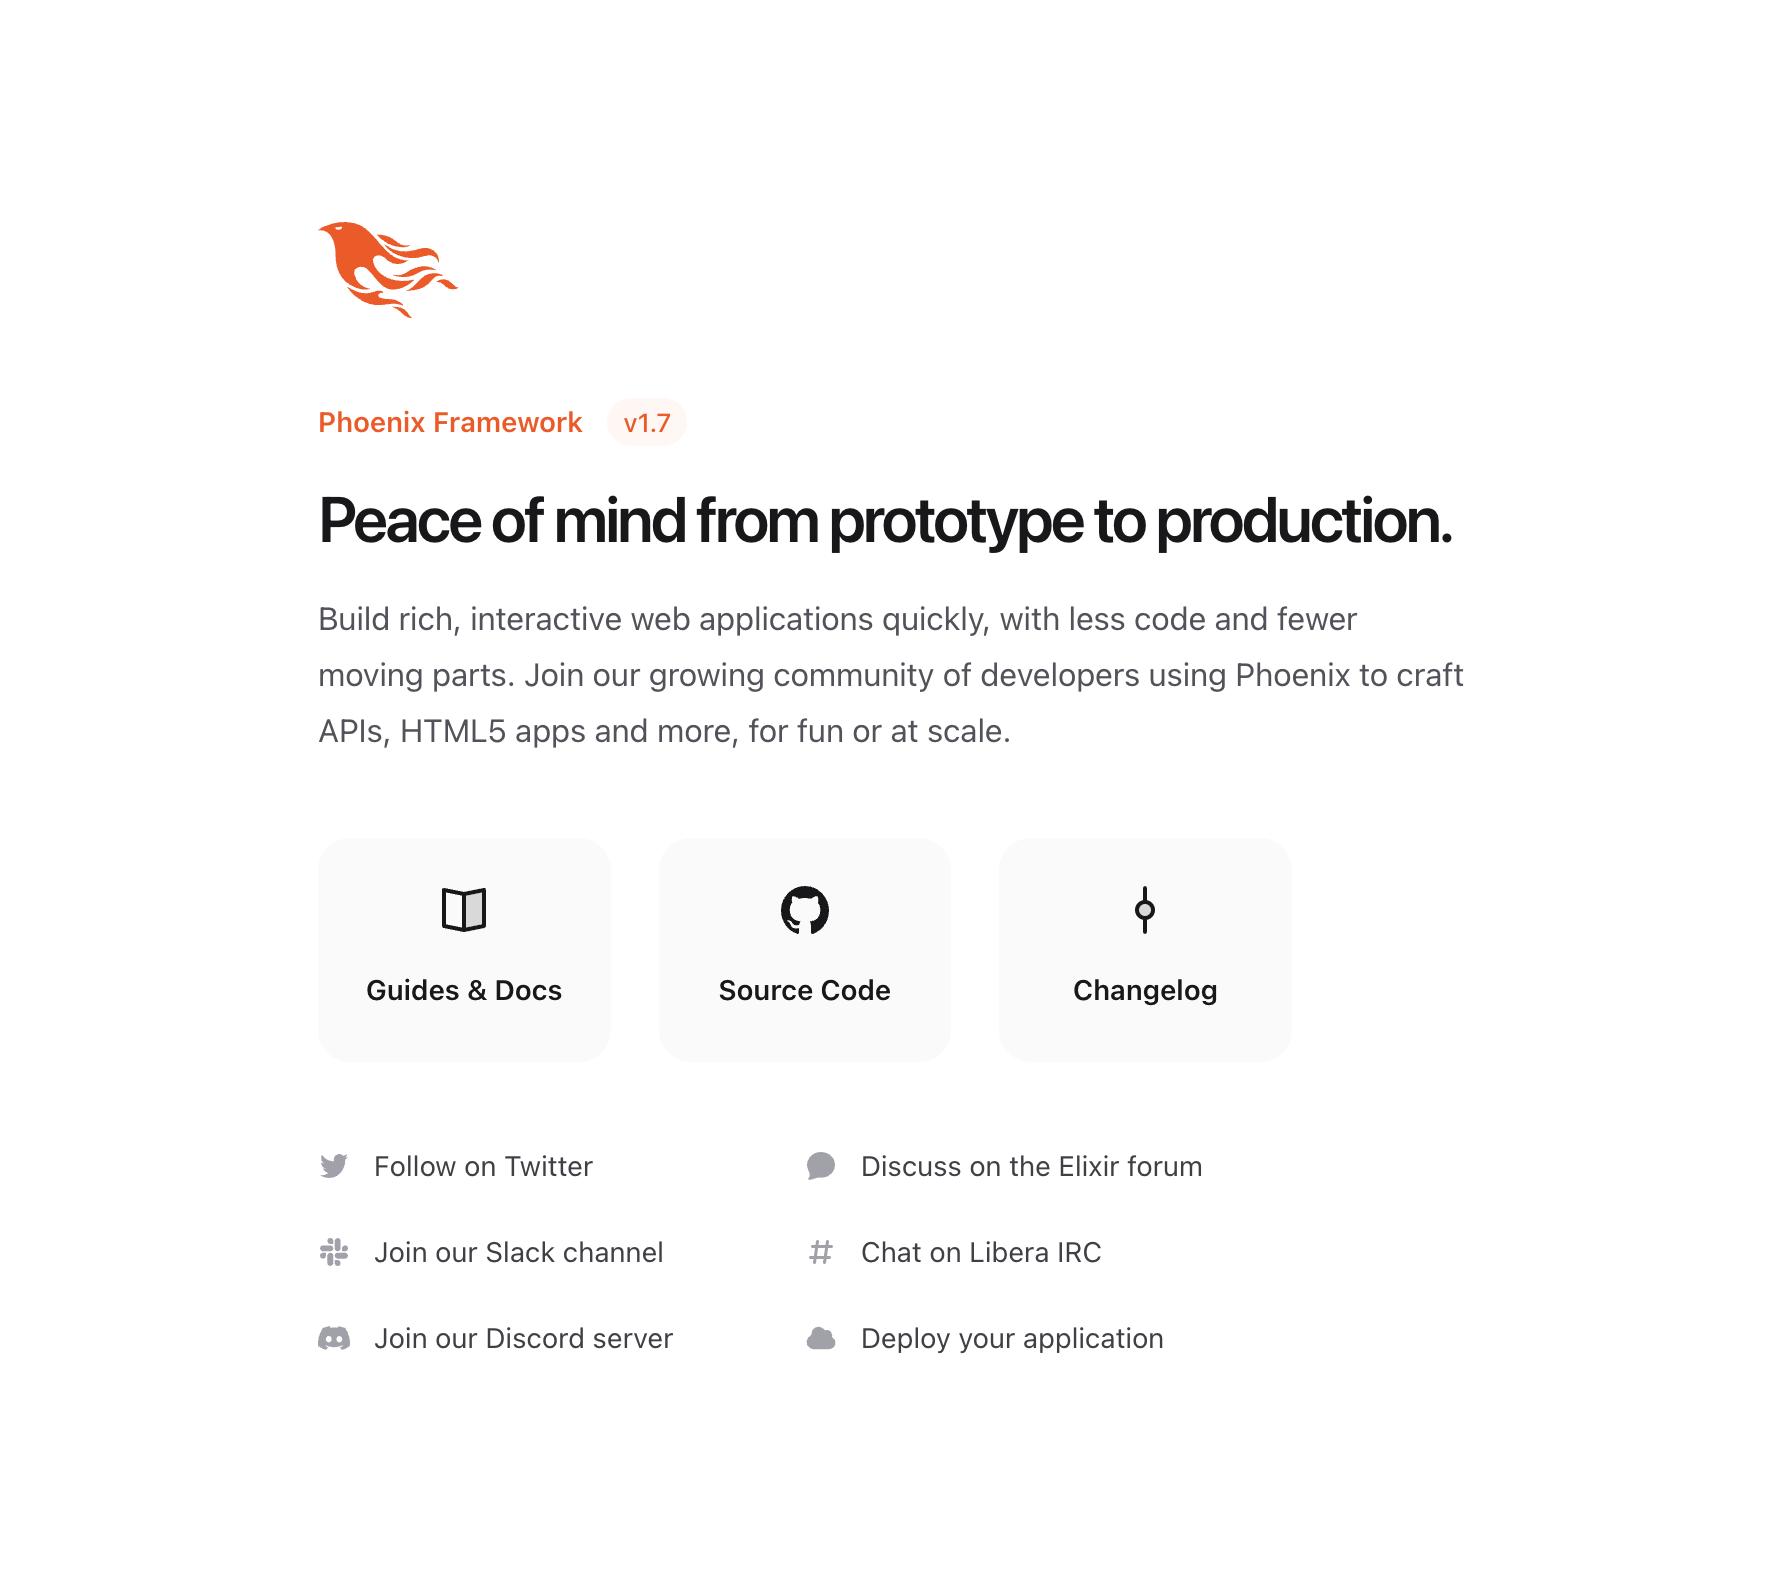 Phoenix Framework v1.7
Peace of mind from prototype to production.
Build rich, interactive web applications quickly, with less code and fewer
moving parts. Join our growing community of developers using Phoenix to craft
APIs, HTML5 apps and more, for fun or at scale.
Guides & Docs
Source Code
Changelog
Follow on Twitter
Discuss on the Elixir forum
Join our Slack channel
Chat on Libera IRC
Join our Discord server
Deploy your application